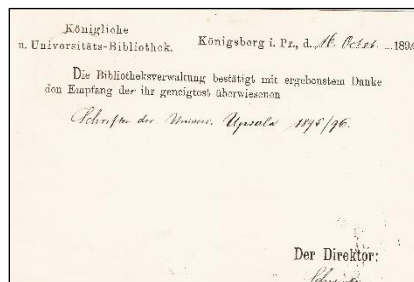 Königliche
u. Universitäts-Bibliothek.
Königsberg i. Pr., d. 16. Octob. 189
Die Bibliotheksverwaltung bestätigt mit ergebenstem Danke
den Empfang der ihr geneigtest überwiesenen
Schriften der Univers. Upsala 1895/96.
Der Direktor: